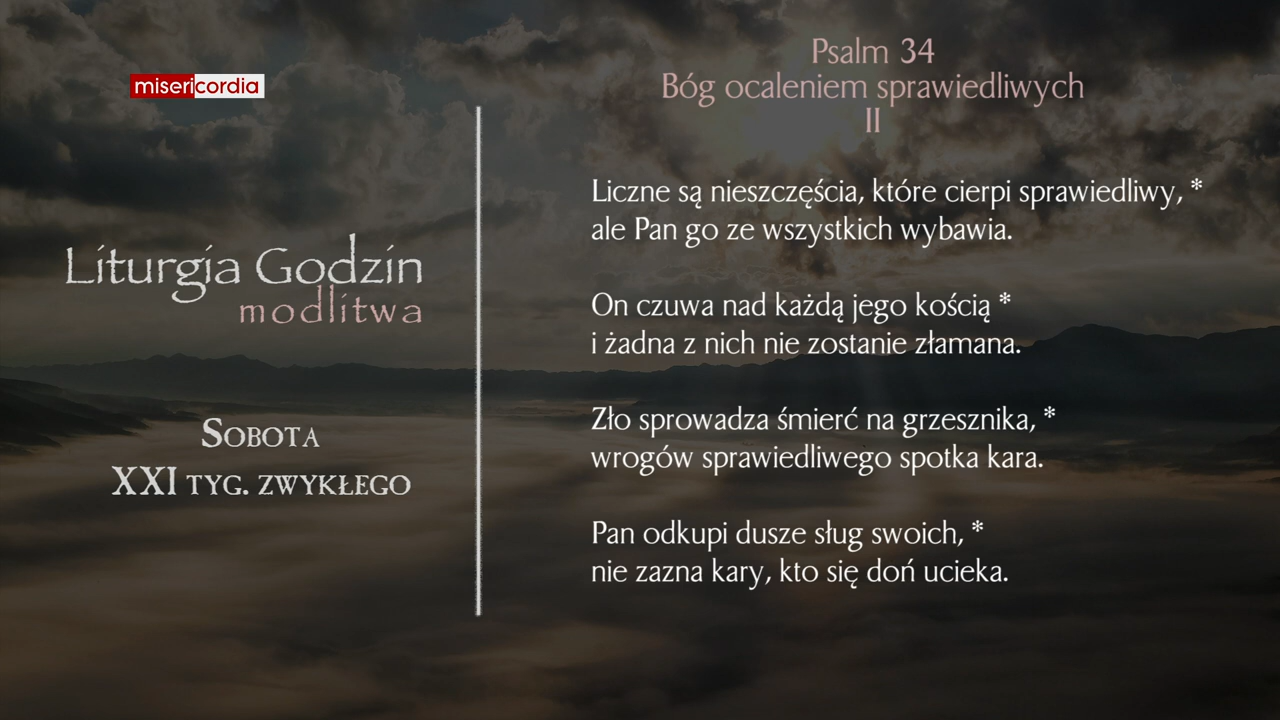 misericordia
Liturgia Godzin
modlitwa
Sobota
XXI tyg. zwykłego
Psalm 34
Bóg ocaleniem sprawiedliwych
II
Liczne są nieszczęścia, które cierpi sprawiedliwy, *
ale Pan go ze wszystkich wybawia.
On czuwa nad każdą jego kością *
i żadna z nich nie zostanie złamana.
Zło sprowadza śmierć na grzesznika, *
wrogów sprawiedliwego spotka kara.
Pan odkupi dusze sług swoich, *
nie zazna kary, kto się doń ucieka.